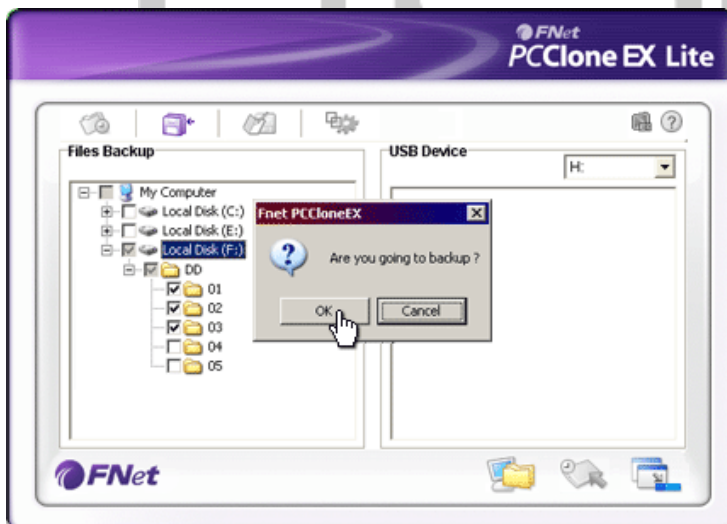 FNet
PCClone EX Lite
Files Backup
USB Device
H:
My Computer
Local Disk (C:)
Local Disk (E:)
Local Disk (F:)
DD
01
02
03
04
05
Fnet PCCloneEX
Are you going to backup ?
OK
Cancel
FNet